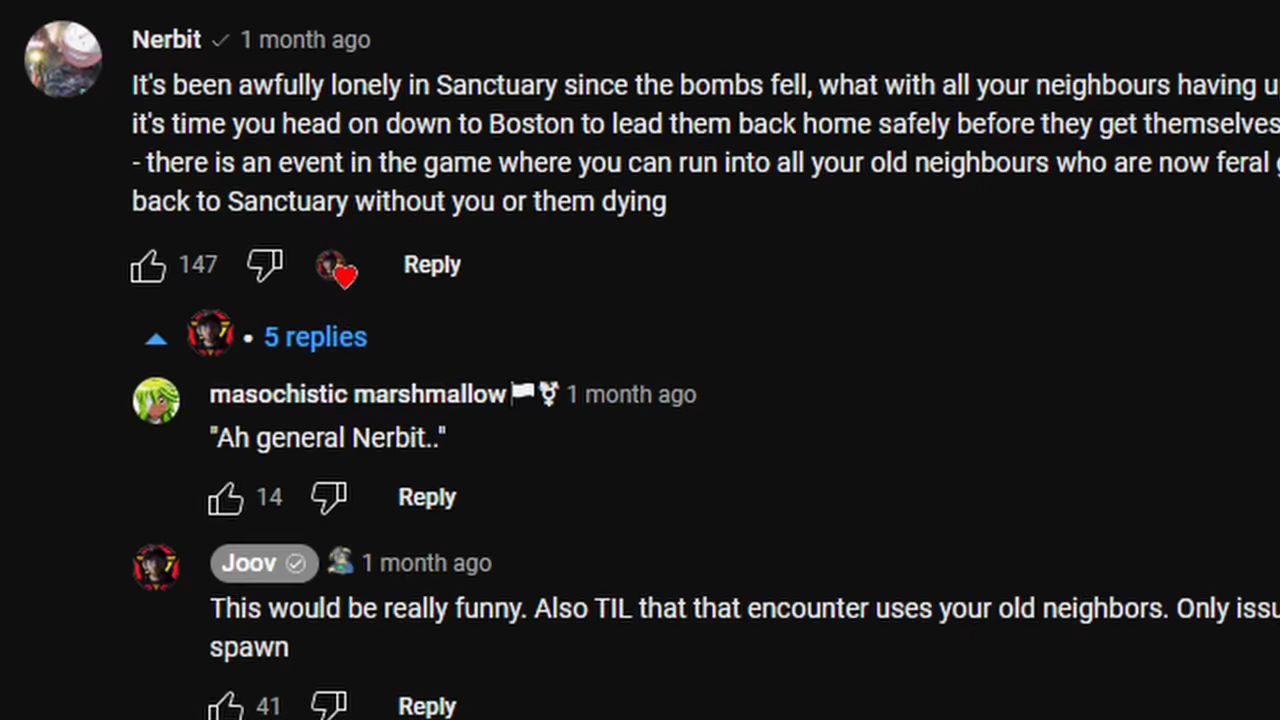 Nerbit 1 month ago
It's been awfully lonely in Sanctuary since the bombs fell, what with all your neighbours having
it's time you head on down to Boston to lead them back home safely before they get themselves
- there is an event in the game where you can run into all your old neighbours who are now feral
back to Sanctuary without you or them dying
147 Reply
• 5 replies
masochistic marshmallow🏳⚧ 1 month ago
"Ah general Nerbit.."
14 Reply
Joov 1 month ago
This would be really funny. Also TIL that that encounter uses your old neighbors. Only
spawn
41 Reply